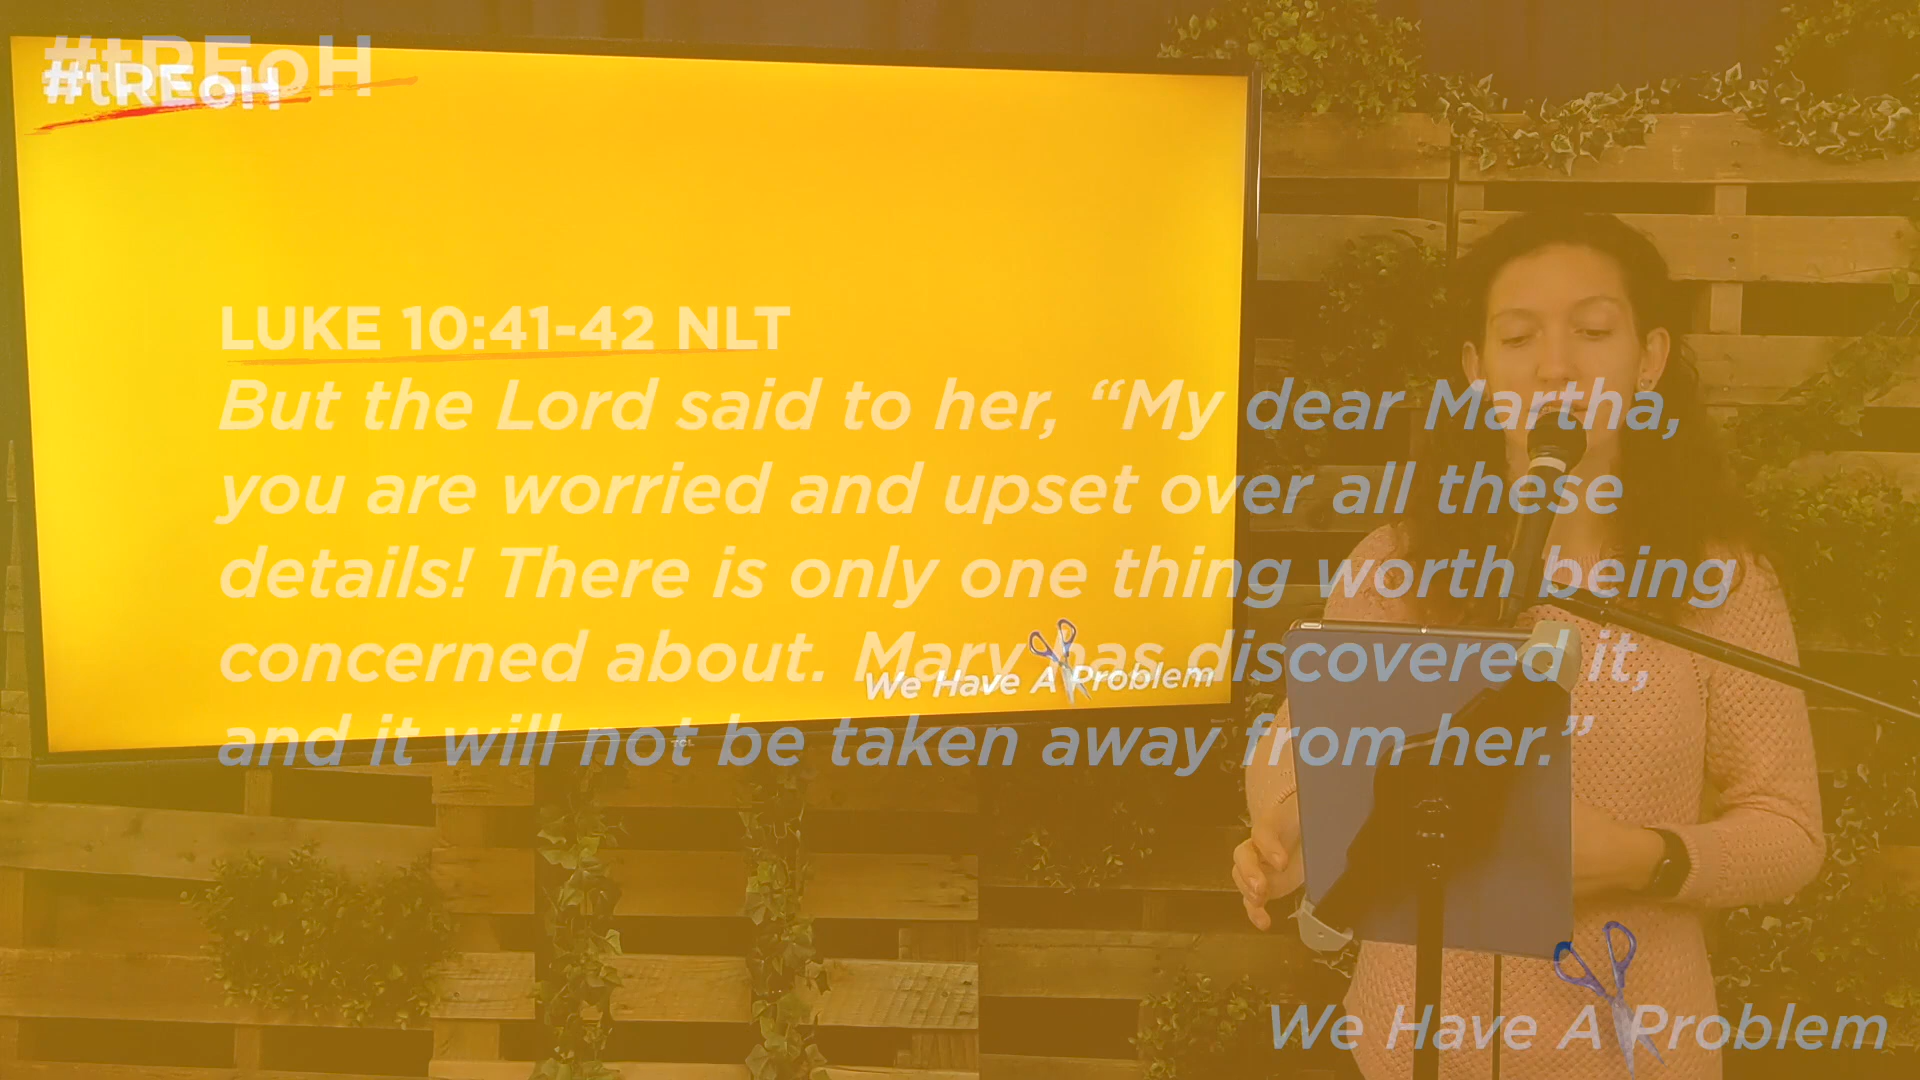 #tREoH
#tREoH
LUKE 10:41-42 NLT
But the Lord said to her, “My dear Martha,
you are worried and upset over all these
details! There is only one thing worth being
concerned about. Mary has discovered it,
and it will not be taken away from her.”
We Have A Problem
TCL
We Have A Problem